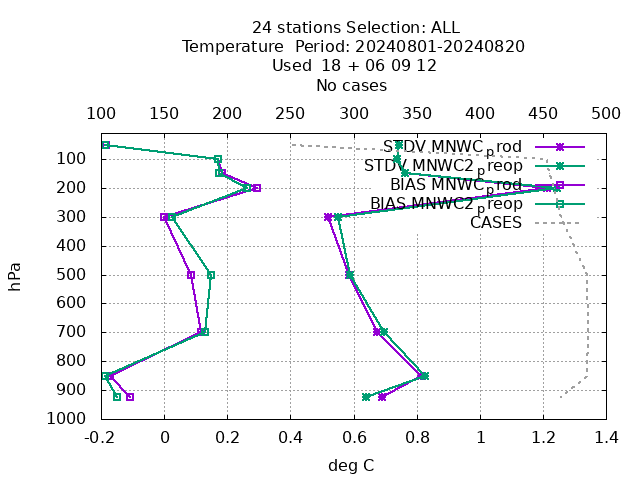 24 stations Selection: ALL
Temperature  Period: 20240801-20240820
Used  18 + 06 09 12
No cases
100 150 200 250 300 350 400 450 500
STDV MNWC_prod
STDV MNWC2_preop
BIAS MNWC_prod
BIAS MNWC2_preop
CASES
100
200
300
400
500
600
700
800
900
1000
hPa
-0.2 0 0.2 0.4 0.6 0.8 1 1.2 1.4
deg C